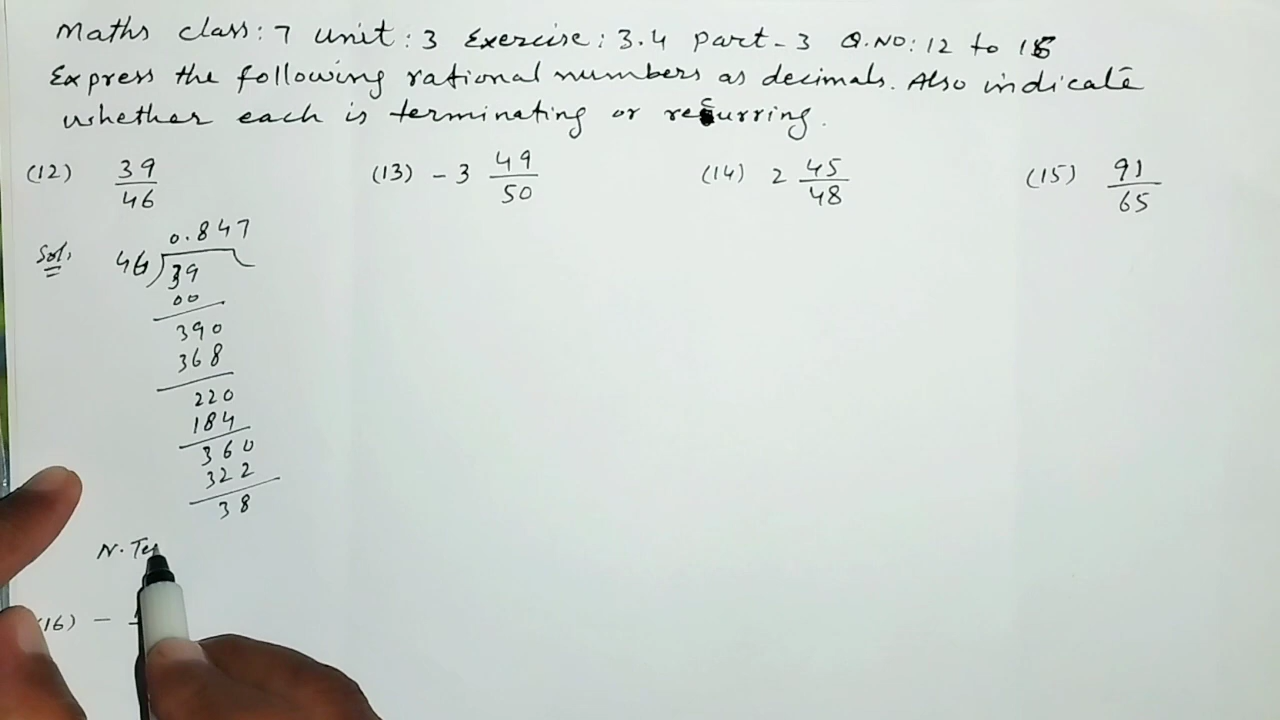 Maths class: 7 Unit: 3 Exercise: 3.4 part-3 Q.NO: 12 to 16
Express the following rational numbers as decimals. Also indicate
whether each is terminating or recurring.
(12) 39/46
(13) -3 49/50
(14) 2 45/48
(15) 91/65
Sol,
0.847
46 39
00
390
368
220
184
360
322
38
N. Te
16) -